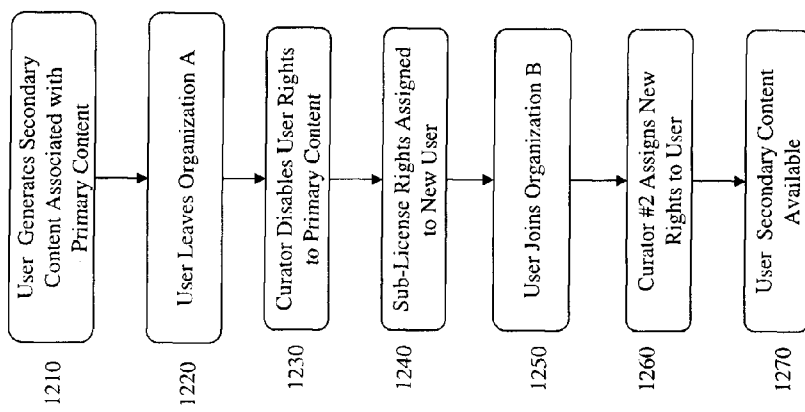 1210
User Generates Secondary
Content Associated with
Primary Content
1220
User Leaves Organization A
1230
Curator Disables User Rights
to Primary Content
1240
Sub-License Rights Assigned
to New User
1250
User Joins Organization B
1260
Curator #2 Assigns New
Rights to User
1270
User Secondary Content
Available